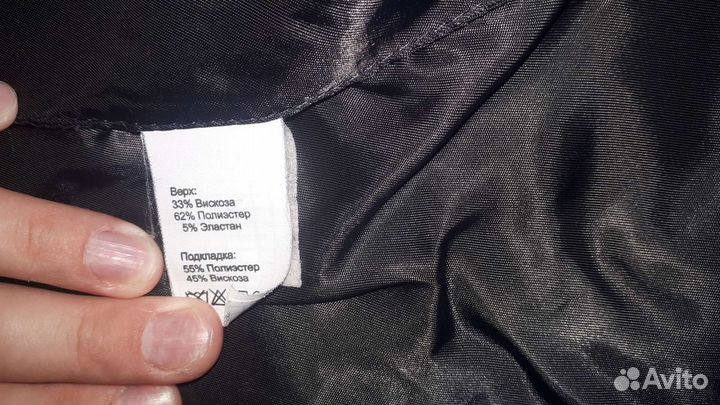 Верх:
33% Вискоза
62% Полиэстер
5% Эластан
Подкладка:
55% Полиэстер
45% Вискоза
Avito